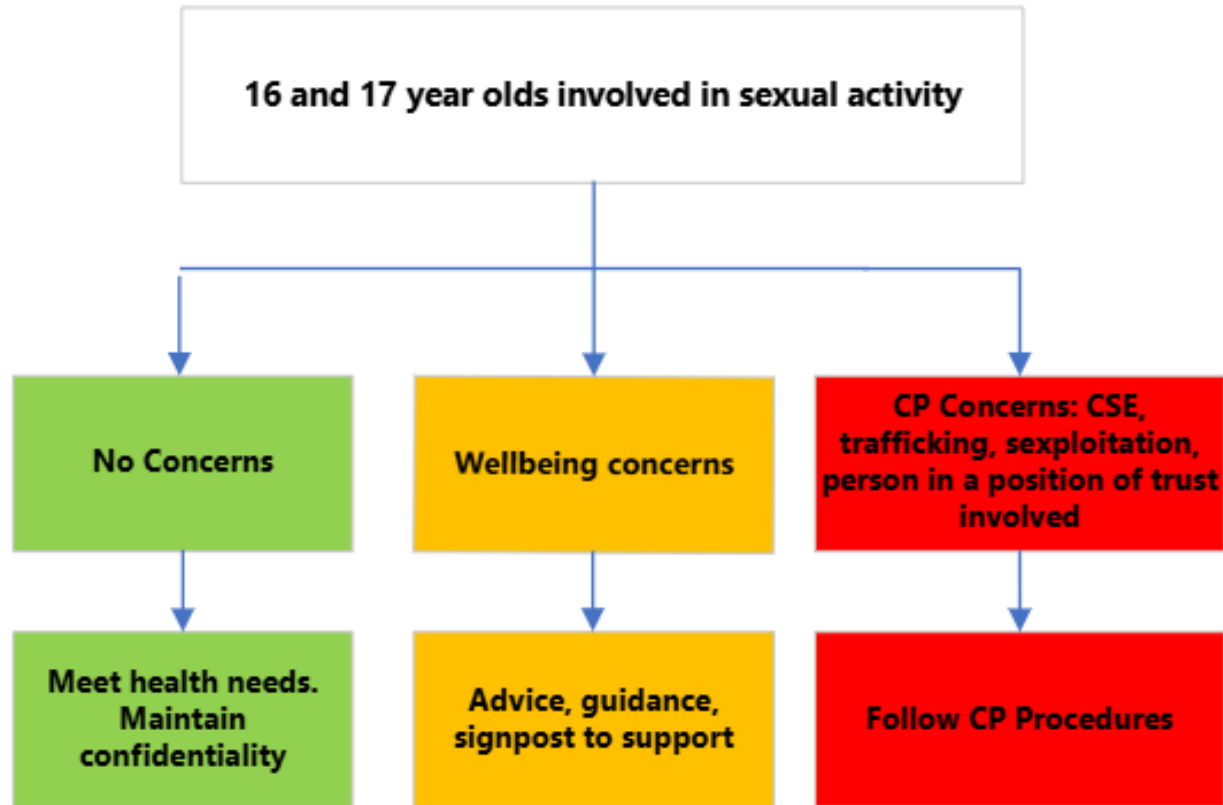 16 and 17 year olds involved in sexual activity
No Concerns
Wellbeing concerns
CP Concerns: CSE,
trafficking, sexploitation,
person in a position of trust
involved
Meet health needs.
Maintain
confidentiality
Advice, guidance,
signpost to support
Follow CP Procedures